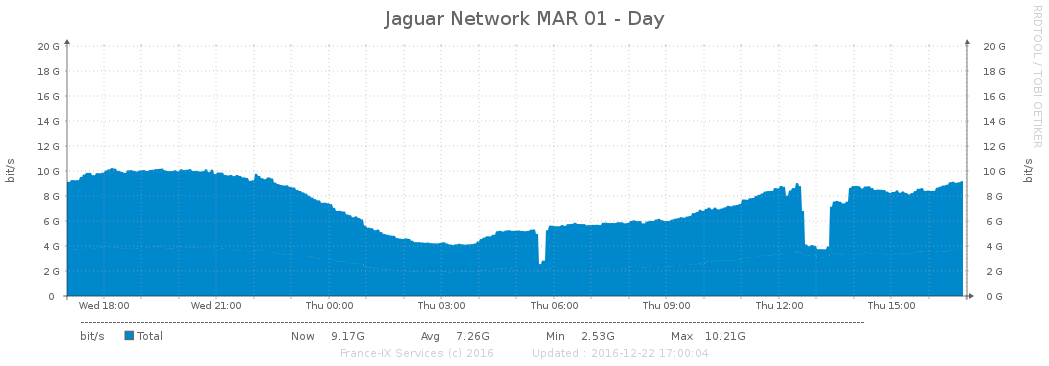 Jaguar Network MAR 01 - Day
RRDTOOL / TOBI OETIKER
20 G 20 G
18 G 18 G
16 G 16 G
14 G 14 G
12 G 12 G
10 G 10 G
8 G 8 G
6 G 6 G
4 G 4 G
2 G 2 G
0 0 G
bit/s
bit/s
Wed 18:00 Wed 21:00 Thu 00:00 Thu 03:00 Thu 06:00 Thu 09:00 Thu 12:00 Thu 15:00
bit/s Total Now 9.17G Avg 7.26G Min 2.53G Max 10.21G
France-IX Services (c) 2016 Updated : 2016-12-22 17:00:04